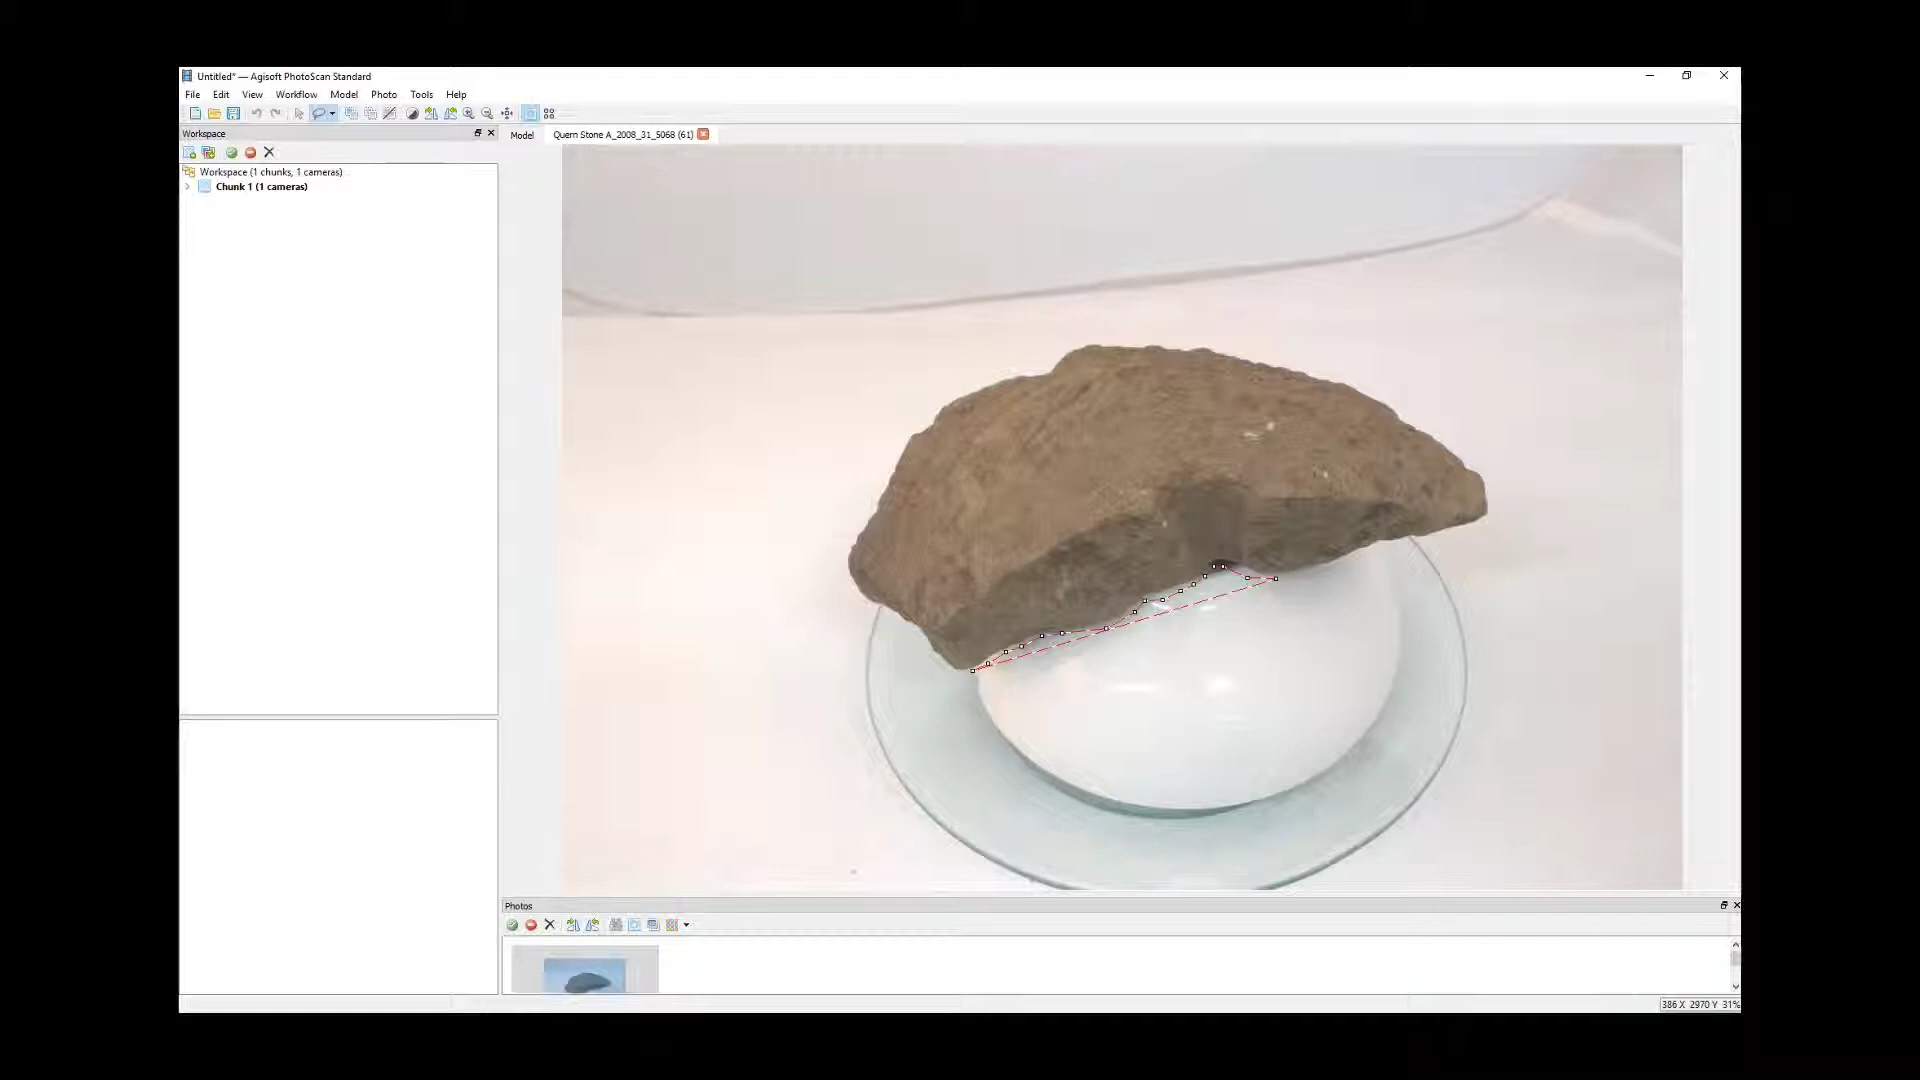 Untitled* — Agisoft PhotoScan Standard
File Edit View Workflow Model Photo Tools Help
Workspace
Model Quern Stone A_2008_31_5068 (61)
Workspace (1 chunks, 1 cameras)
Chunk 1 (1 cameras)
Photos
386 X 2970 Y 31%